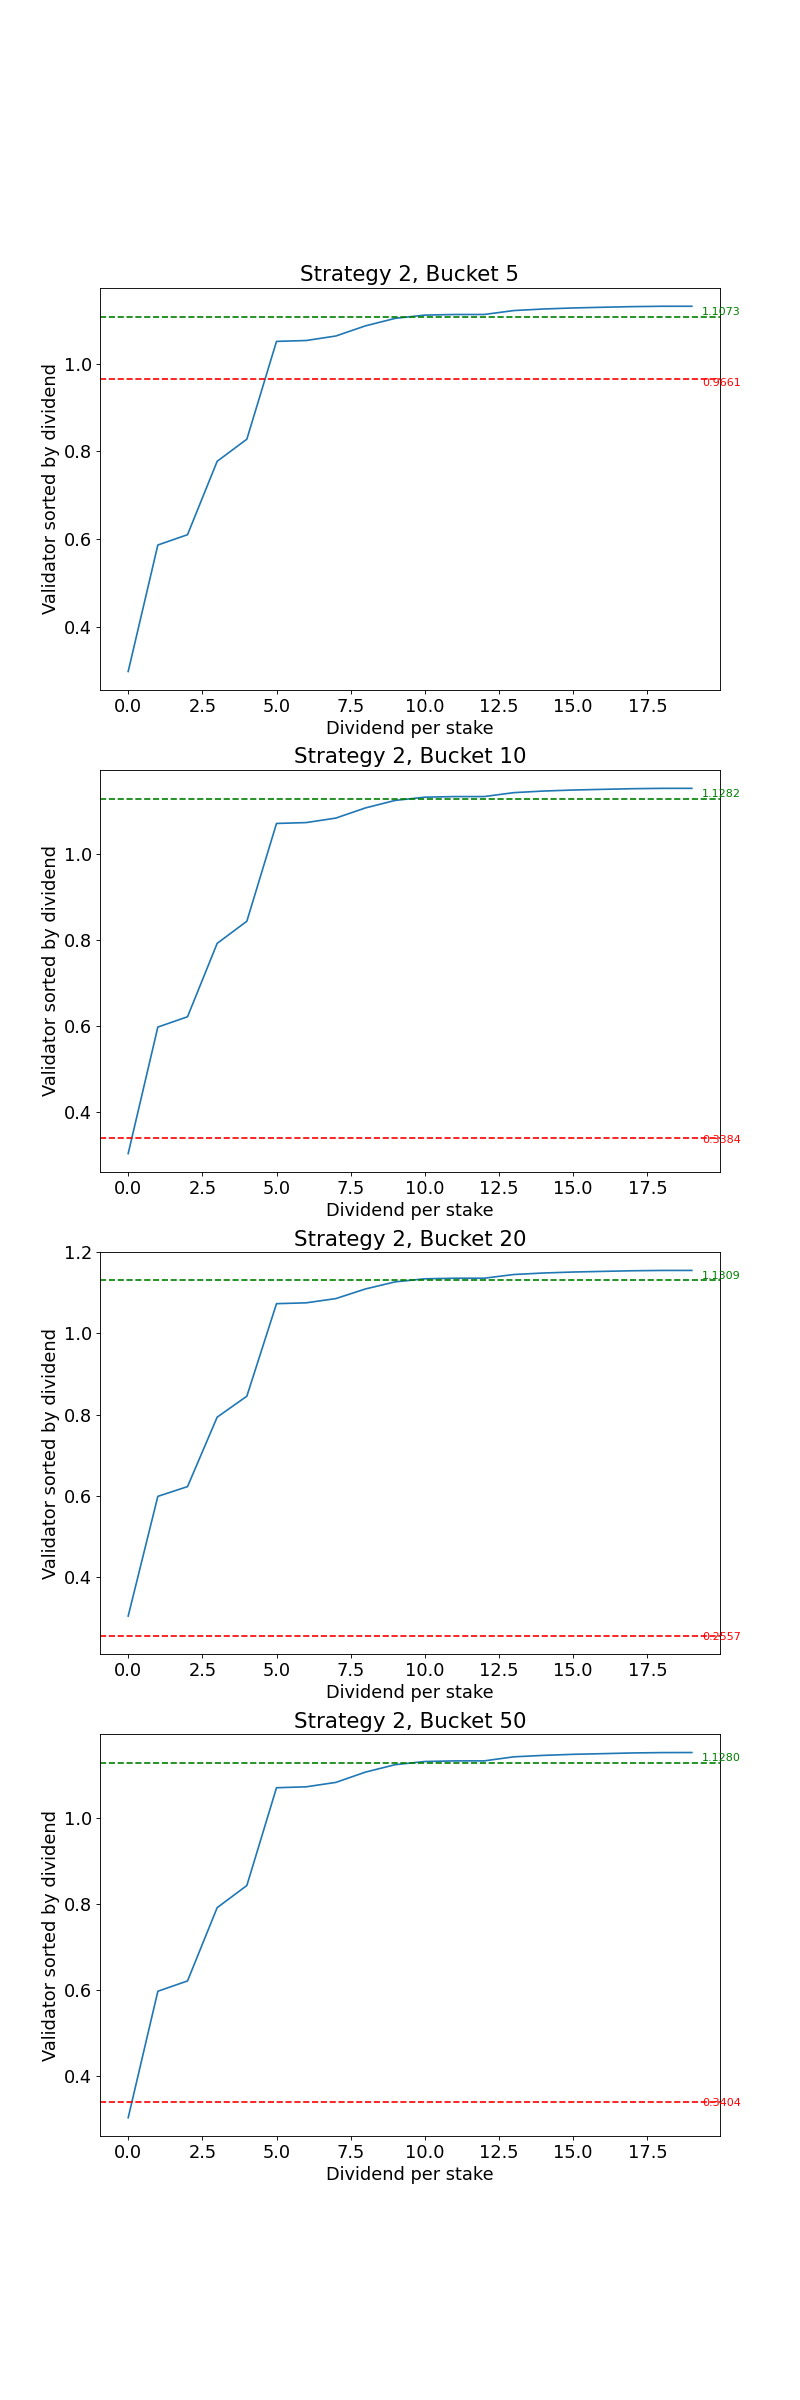 Strategy 2, Bucket 5
1.1073
1.0
0.9661
0.8
0.6
0.4
Validator sorted by dividend
0.0 2.5 5.0 7.5 10.0 12.5 15.0 17.5
Dividend per stake
Strategy 2, Bucket 10
1.1282
1.0
0.8
0.6
0.4
0.3384
Validator sorted by dividend
0.0 2.5 5.0 7.5 10.0 12.5 15.0 17.5
Dividend per stake
Strategy 2, Bucket 20
1.2
1.1309
1.0
0.8
0.6
0.4
0.2557
Validator sorted by dividend
0.0 2.5 5.0 7.5 10.0 12.5 15.0 17.5
Dividend per stake
Strategy 2, Bucket 50
1.1280
1.0
0.8
0.6
0.4
0.3404
Validator sorted by dividend
0.0 2.5 5.0 7.5 10.0 12.5 15.0 17.5
Dividend per stake